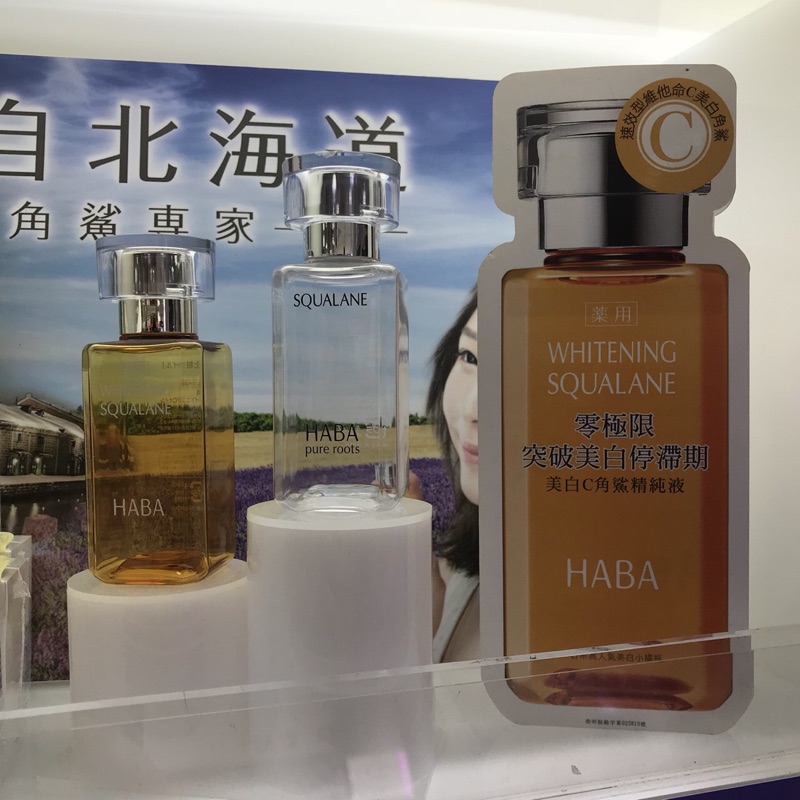 自北海道
角鯊專家
WHITENING
SQUALANE
HABA
SQUALANE
HABA
pure roots
速效型維他命C美白角鯊
C
薬用
WHITENING
SQUALANE
零極限
突破美白停滯期
美白C角鯊精純液
HABA